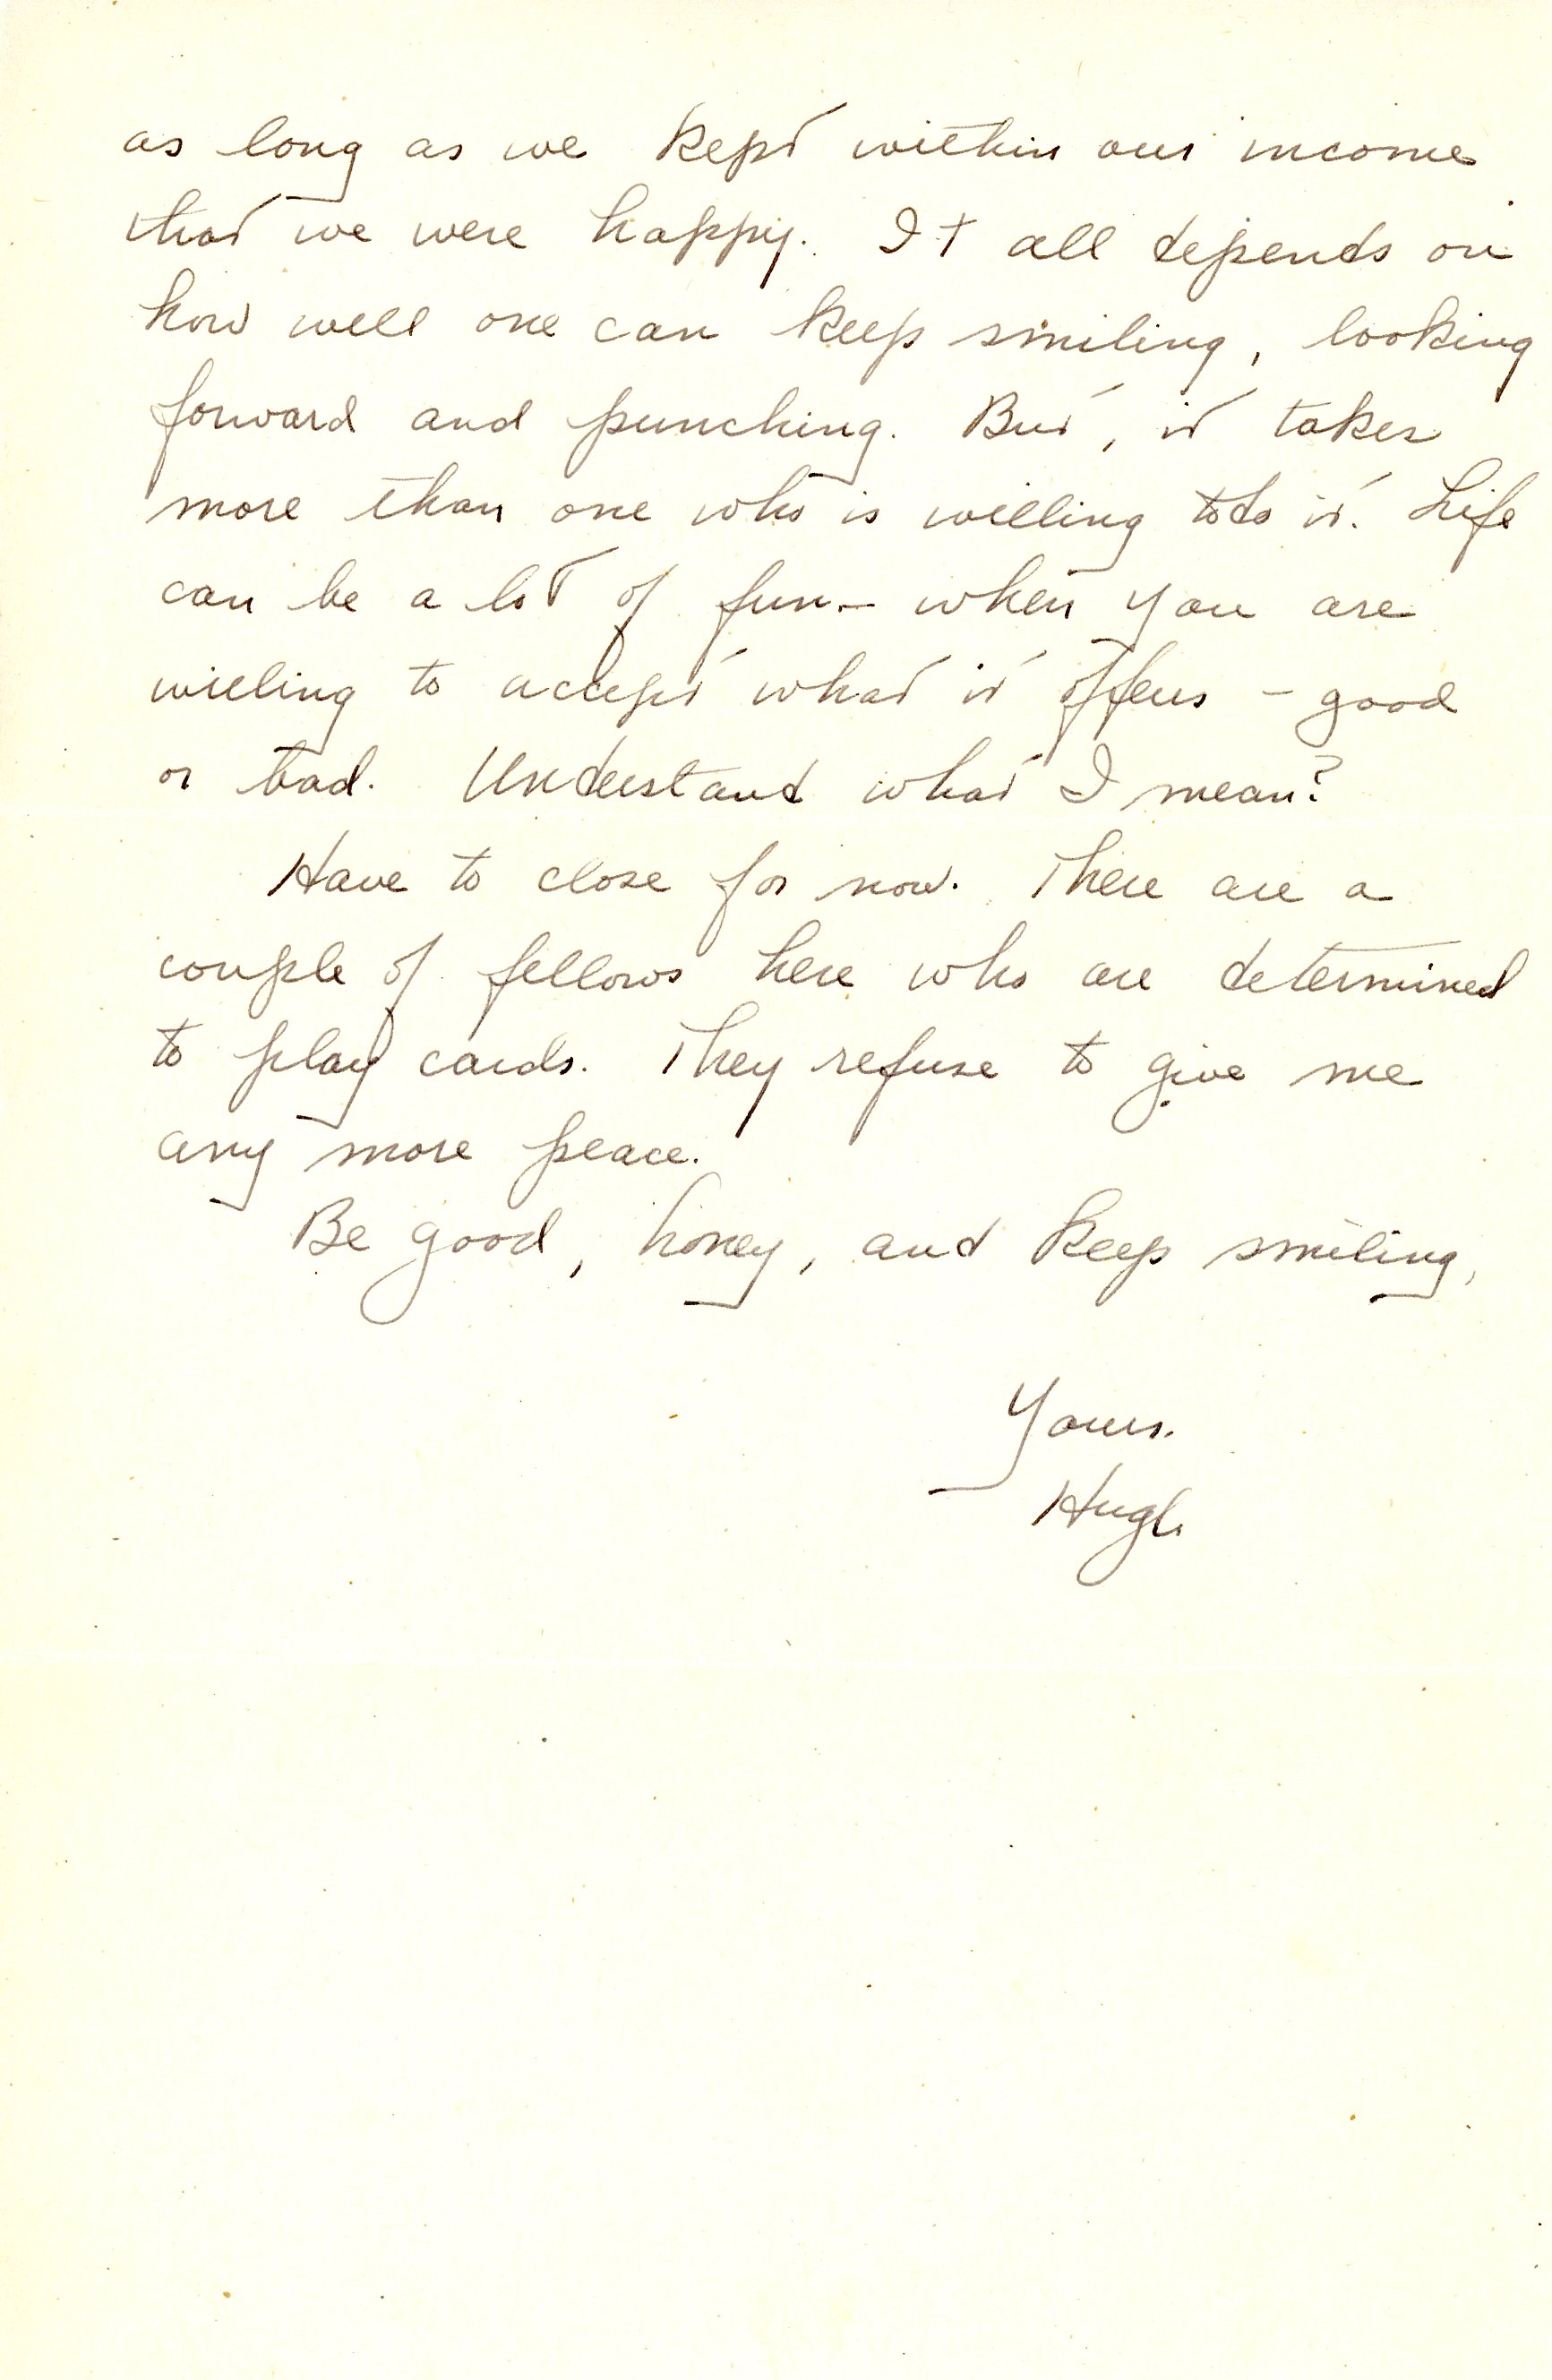 as long as we kept within our income
that we were happy. It all depends on
how well one can keep smiling, looking
forward and punching. But, it takes
more than one who is willing to do it. Life
can be a lot of fun - when you are
willing to accept what it offers - good
or bad. Understand what I mean?
Have to close for now. There are a
couple of fellows here who are determined
to play cards. They refuse to give me
any more peace.
Be good, honey, and keep smiling,
Yours.
Hugh